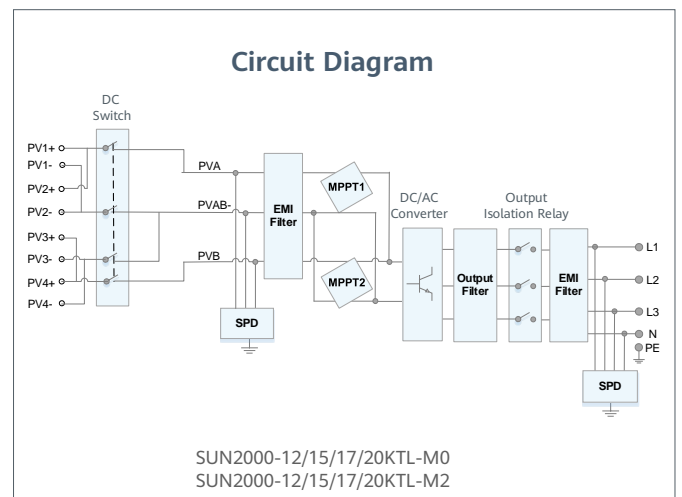 Circuit Diagram
DC
Switch
PV1+
PV1-
PV2+
PV2-
PV3+
PV3-
PV4+
PV4-
PVA
PVAB-
PVB
EMI
Filter
SPD
MPPT1
MPPT2
DC/AC
Converter
Output
Filter
Output
Isolation Relay
EMI
Filter
L1
L2
L3
N
PE
SPD
SUN2000-12/15/17/20KTL-M0
SUN2000-12/15/17/20KTL-M2